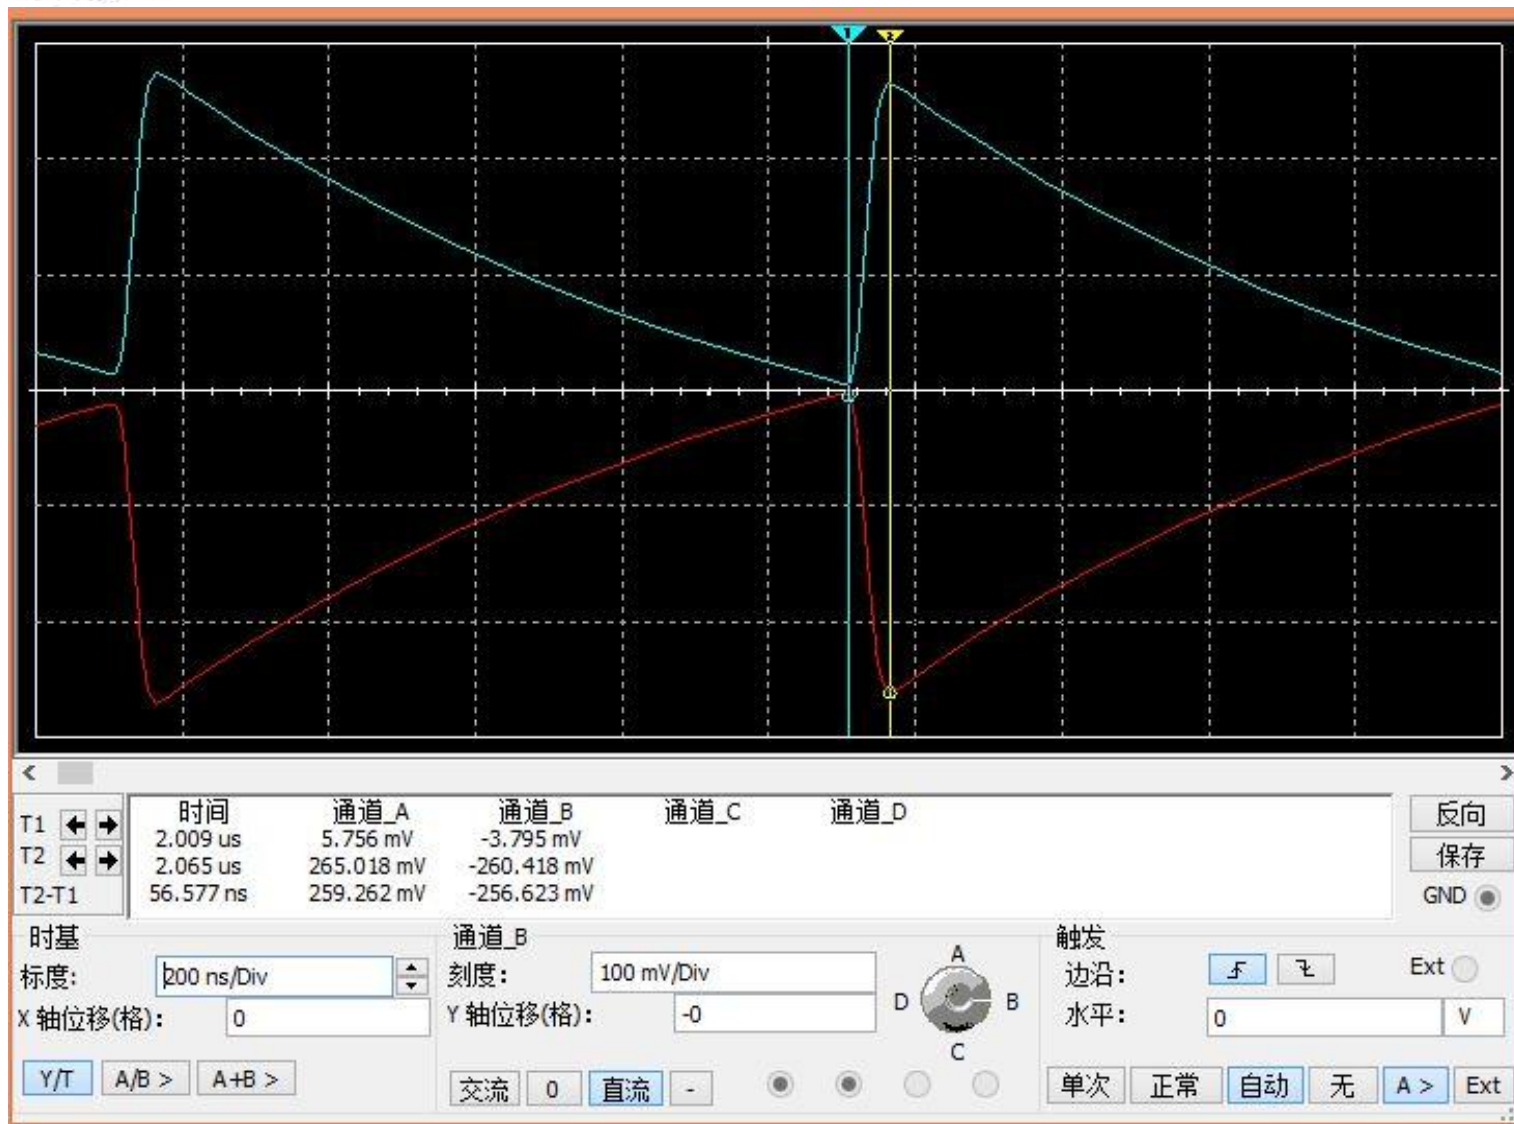 1 2
< >
时间 通道_A 通道_B 通道_C 通道_D
T1 2.009 us 5.756 mV -3.795 mV
T2 2.065 us 265.018 mV -260.418 mV
T2-T1 56.577 ns 259.262 mV -256.623 mV
反向
保存
GND
时基
标度: 200 ns/Div
X 轴位移(格): 0
Y/T A/B > A+B >
通道_B
刻度: 100 mV/Div
Y 轴位移(格): -0
交流 0 直流 -
A
D B
C
触发
边沿: Ext
水平: 0 V
单次 正常 自动 无 A > Ext